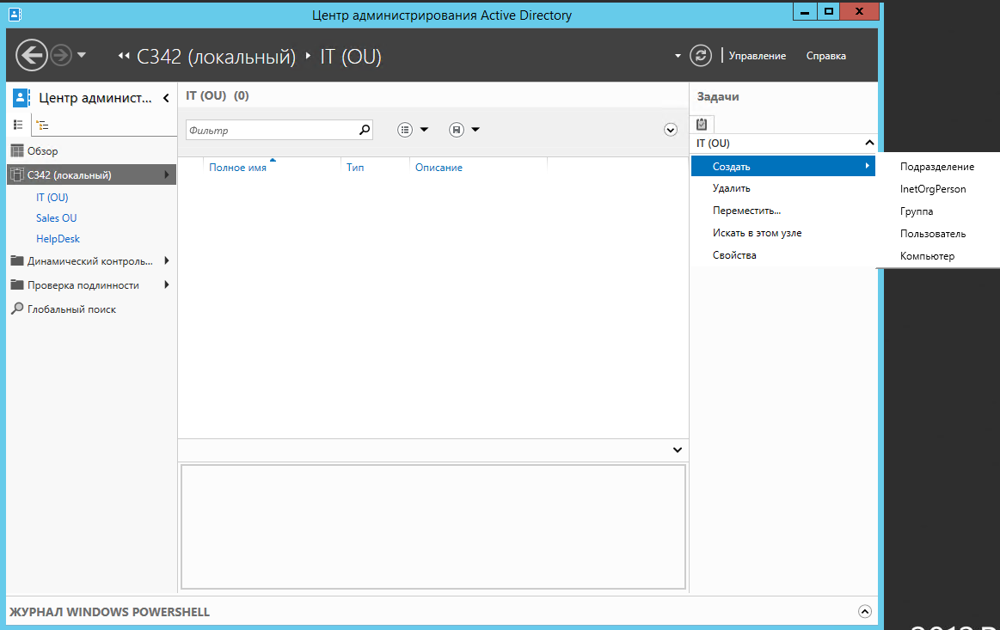 Центр администрирования Active Directory
C342 (локальный) IT (OU) Управление Справка
Центр админист...
IT (OU) (0)
Задачи
Фильтр
IT (OU)
Обзор
Полное имя Тип Описание
Создать
Подразделение
C342 (локальный)
Удалить
InetOrgPerson
IT (OU)
Переместить...
Группа
Sales OU
Искать в этом узле
Пользователь
HelpDesk
Свойства
Компьютер
Динамический контроль...
Проверка подлинности
Глобальный поиск
ЖУРНАЛ WINDOWS POWERSHELL